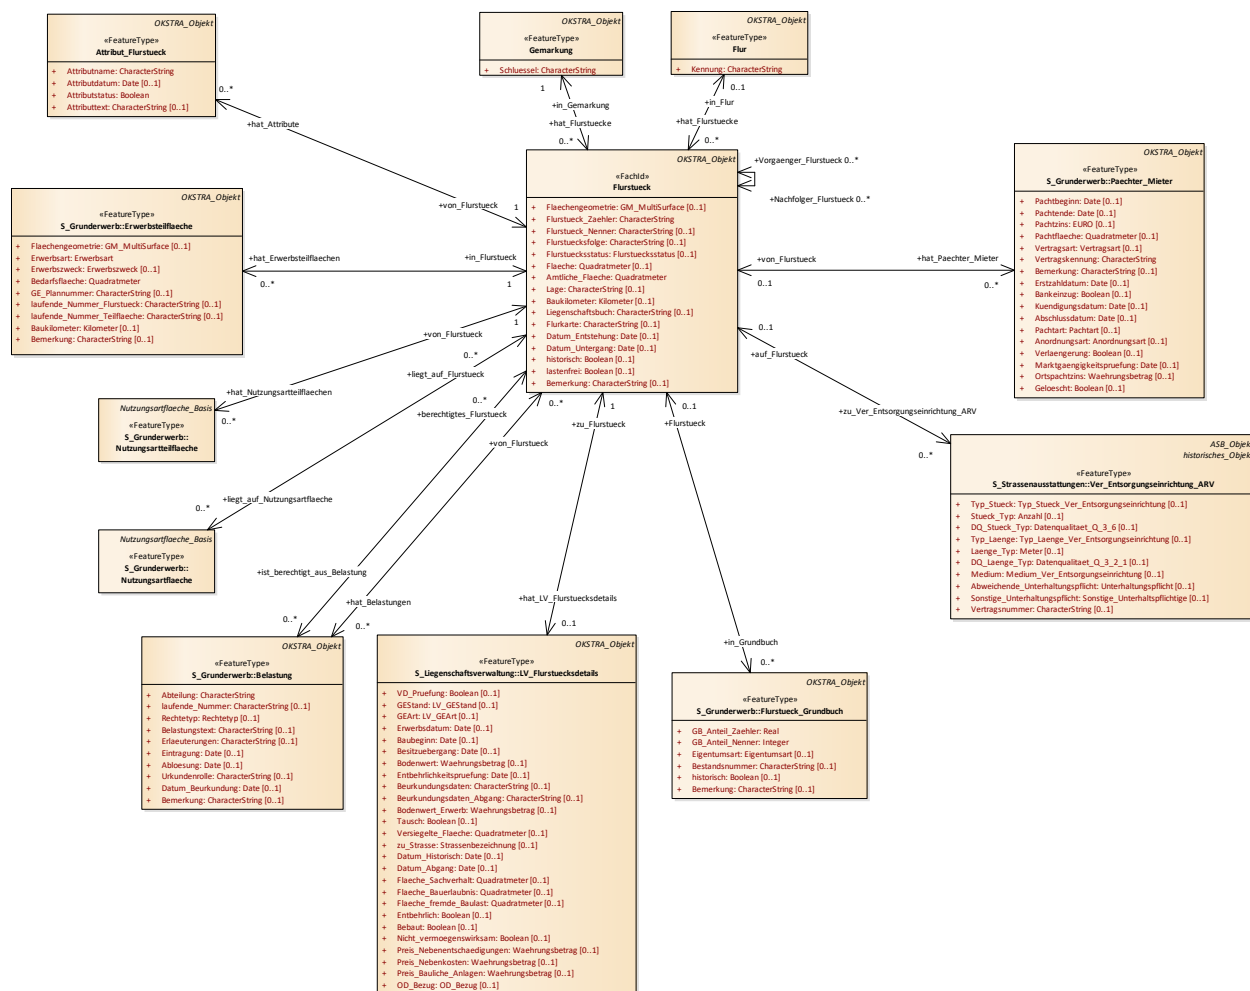 OKSTRA_Objekt
«FeatureType»
Attribut_Flurstueck
+ Attributname: CharacterString
+ Attributdatum: Date [0..1]
+ Attributstatus: Boolean
+ Attributtext: CharacterString [0..1]
OKSTRA_Objekt
«FeatureType»
Gemarkung
+ Schluessel: CharacterString
OKSTRA_Objekt
«FeatureType»
Flur
+ Kennung: CharacterString
0..*
+hat_Attribute
+von_Flurstueck
1
1
+in_Gemarkung
+hat_Flurstuecke
0..*
0..1
+in_Flur
+hat_Flurstuecke
0..*
OKSTRA_Objekt
«FachId»
Flurstueck
+ Flaechengeometrie: GM_MultiSurface [0..1]
+ Flurstueck_Zaehler: CharacterString
+ Flurstueck_Nenner: CharacterString [0..1]
+ Flurstuecksfolge: CharacterString [0..1]
+ Flurstuecksstatus: Flurstuecksstatus [0..1]
+ Flaeche: Quadratmeter [0..1]
+ Amtliche_Flaeche: Quadratmeter
+ Lage: CharacterString [0..1]
+ Baukilometer: Kilometer [0..1]
+ Liegenschaftsbuch: CharacterString [0..1]
+ Flurkarte: CharacterString [0..1]
+ Datum_Entstehung: Date [0..1]
+ Datum_Untergang: Date [0..1]
+ historisch: Boolean [0..1]
+ lastenfrei: Boolean [0..1]
+ Bemerkung: CharacterString [0..1]
+Vorgaenger_Flurstueck 0..*
+Nachfolger_Flurstueck 0..*
OKSTRA_Objekt
«FeatureType»
S_Grunderwerb::Paechter_Mieter
+ Pachtbeginn: Date [0..1]
+ Pachtende: Date [0..1]
+ Pachtzins: EURO [0..1]
+ Pachtflaeche: Quadratmeter [0..1]
+ Vertragsart: Vertragsart [0..1]
+ Vertragskennung: CharacterString
+ Bemerkung: CharacterString [0..1]
+ Erstzahldatum: Date [0..1]
+ Bankeinzug: Boolean [0..1]
+ Kuendigungsdatum: Date [0..1]
+ Abschlussdatum: Date [0..1]
+ Pachtart: Pachtart [0..1]
+ Anordnungsart: Anordnungsart [0..1]
+ Verlaengerung: Boolean [0..1]
+ Marktgaengigkeitspruefung: Date [0..1]
+ Ortspachtzins: Waehrungsbetrag [0..1]
+ Geloescht: Boolean [0..1]
OKSTRA_Objekt
«FeatureType»
S_Grunderwerb::Erwerbsteilflaeche
+ Flaechengeometrie: GM_MultiSurface [0..1]
+ Erwerbsart: Erwerbsart
+ Erwerbszweck: Erwerbszweck [0..1]
+ Bedarfsflaeche: Quadratmeter
+ GE_Plannummer: CharacterString [0..1]
+ laufende_Nummer_Flurstueck: CharacterString [0..1]
+ laufende_Nummer_Teilflaeche: CharacterString [0..1]
+ Baukilometer: Kilometer [0..1]
+ Bemerkung: CharacterString [0..1]
+hat_Erwerbsteilflaechen
0..*
+in_Flurstueck
1
+von_Flurstueck
0..1
+hat_Paechter_Mieter
0..*
+von_Flurstueck
1
+hat_Nutzungsartteilflaechen
0..*
0..*
+liegt_auf_Flurstueck
+liegt_auf_Nutzungsartflaeche
0..*
0..1
+auf_Flurstueck
+zu_Ver_Entsorgungseinrichtung_ARV
0..*
Nutzungsartflaeche_Basis
«FeatureType»
S_Grunderwerb::
Nutzungsartteilflaeche
Nutzungsartflaeche_Basis
«FeatureType»
S_Grunderwerb::
Nutzungsartflaeche
0..*
+berechtigtes_Flurstueck
+ist_berechtigt_aus_Belastung
0..*
0..*
+von_Flurstueck
+hat_Belastungen
0..*
1
+zu_Flurstueck
+hat_LV_Flurstuecksdetails
0..1
0..1
+Flurstueck
+in_Grundbuch
0..*
ASB_Objekt
historisches_Objekt
«FeatureType»
S_Strassenausstattungen::Ver_Entsorgungseinrichtung_ARV
+ Typ_Stueck: Typ_Stueck_Ver_Entsorgungseinrichtung [0..1]
+ Stueck_Typ: Anzahl [0..1]
+ DQ_Stueck_Typ: Datenqualitaet_Q_3_6 [0..1]
+ Typ_Laenge: Typ_Laenge_Ver_Entsorgungseinrichtung [0..1]
+ Laenge_Typ: Meter [0..1]
+ DQ_Laenge_Typ: Datenqualitaet_Q_3_2_1 [0..1]
+ Medium: Medium_Ver_Entsorgungseinrichtung [0..1]
+ Abweichende_Unterhaltungspflicht: Unterhaltungspflicht [0..1]
+ Sonstige_Unterhaltungspflicht: Sonstige_Unterhaltspflichtige [0..1]
+ Vertragsnummer: CharacterString [0..1]
OKSTRA_Objekt
«FeatureType»
S_Grunderwerb::Belastung
+ Abteilung: CharacterString
+ laufende_Nummer: CharacterString [0..1]
+ Rechtetyp: Rechtetyp [0..1]
+ Belastungstext: CharacterString [0..1]
+ Erlaeuterungen: CharacterString [0..1]
+ Eintragung: Date [0..1]
+ Abloesung: Date [0..1]
+ Urkundenrolle: CharacterString [0..1]
+ Datum_Beurkundung: Date [0..1]
+ Bemerkung: CharacterString [0..1]
OKSTRA_Objekt
«FeatureType»
S_Liegenschaftsverwaltung::LV_Flurstuecksdetails
+ VD_Pruefung: Boolean [0..1]
+ GEStand: LV_GEStand [0..1]
+ GEArt: LV_GEArt [0..1]
+ Erwerbsdatum: Date [0..1]
+ Baubeginn: Date [0..1]
+ Besitzuebergang: Date [0..1]
+ Bodenwert: Waehrungsbetrag [0..1]
+ Entbehrlichkeitspruefung: Date [0..1]
+ Beurkundungsdaten: CharacterString [0..1]
+ Beurkundungsdaten_Abgang: CharacterString [0..1]
+ Bodenwert_Erwerb: Waehrungsbetrag [0..1]
+ Tausch: Boolean [0..1]
+ Versiegelte_Flaeche: Quadratmeter [0..1]
+ zu_Strasse: Strassenbezeichnung [0..1]
+ Datum_Historisch: Date [0..1]
+ Datum_Abgang: Date [0..1]
+ Flaeche_Sachverhalt: Quadratmeter [0..1]
+ Flaeche_Bauerlaubnis: Quadratmeter [0..1]
+ Flaeche_fremde_Baulast: Quadratmeter [0..1]
+ Entbehrlich: Boolean [0..1]
+ Bebaut: Boolean [0..1]
+ Nicht_vermoegenswirksam: Boolean [0..1]
+ Preis_Nebenentschaedigungen: Waehrungsbetrag [0..1]
+ Preis_Nebenkosten: Waehrungsbetrag [0..1]
+ Preis_Bauliche_Anlagen: Waehrungsbetrag [0..1]
+ OD_Bezug: OD_Bezug [0..1]
OKSTRA_Objekt
«FeatureType»
S_Grunderwerb::Flurstueck_Grundbuch
+ GB_Anteil_Zaehler: Real
+ GB_Anteil_Nenner: Integer
+ Eigentumsart: Eigentumsart [0..1]
+ Bestandsnummer: CharacterString [0..1]
+ historisch: Boolean [0..1]
+ Bemerkung: CharacterString [0..1]